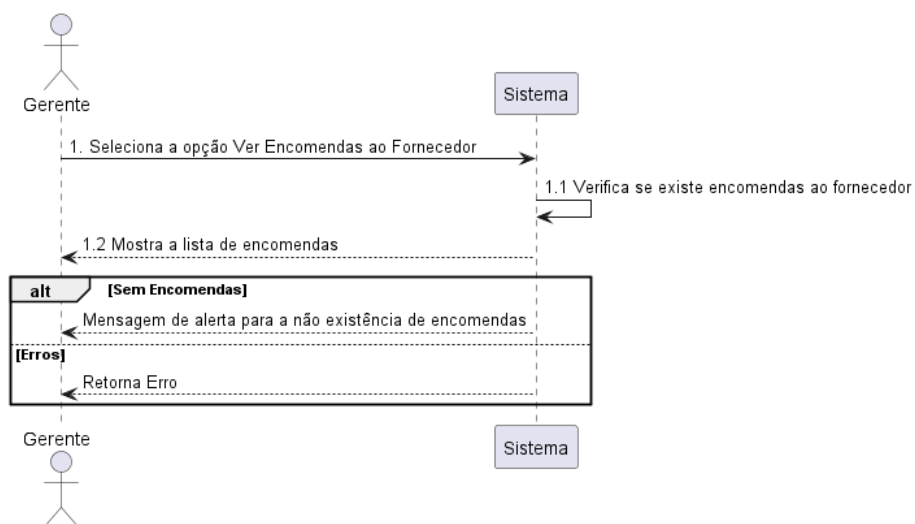 Gerente
Sistema
1. Seleciona a opção Ver Encomendas ao Fornecedor
1.1 Verifica se existe encomendas ao fornecedor
1.2 Mostra a lista de encomendas
alt [Sem Encomendas]
Mensagem de alerta para a não existência de encomendas
[Erros]
Retorna Erro
Gerente
Sistema